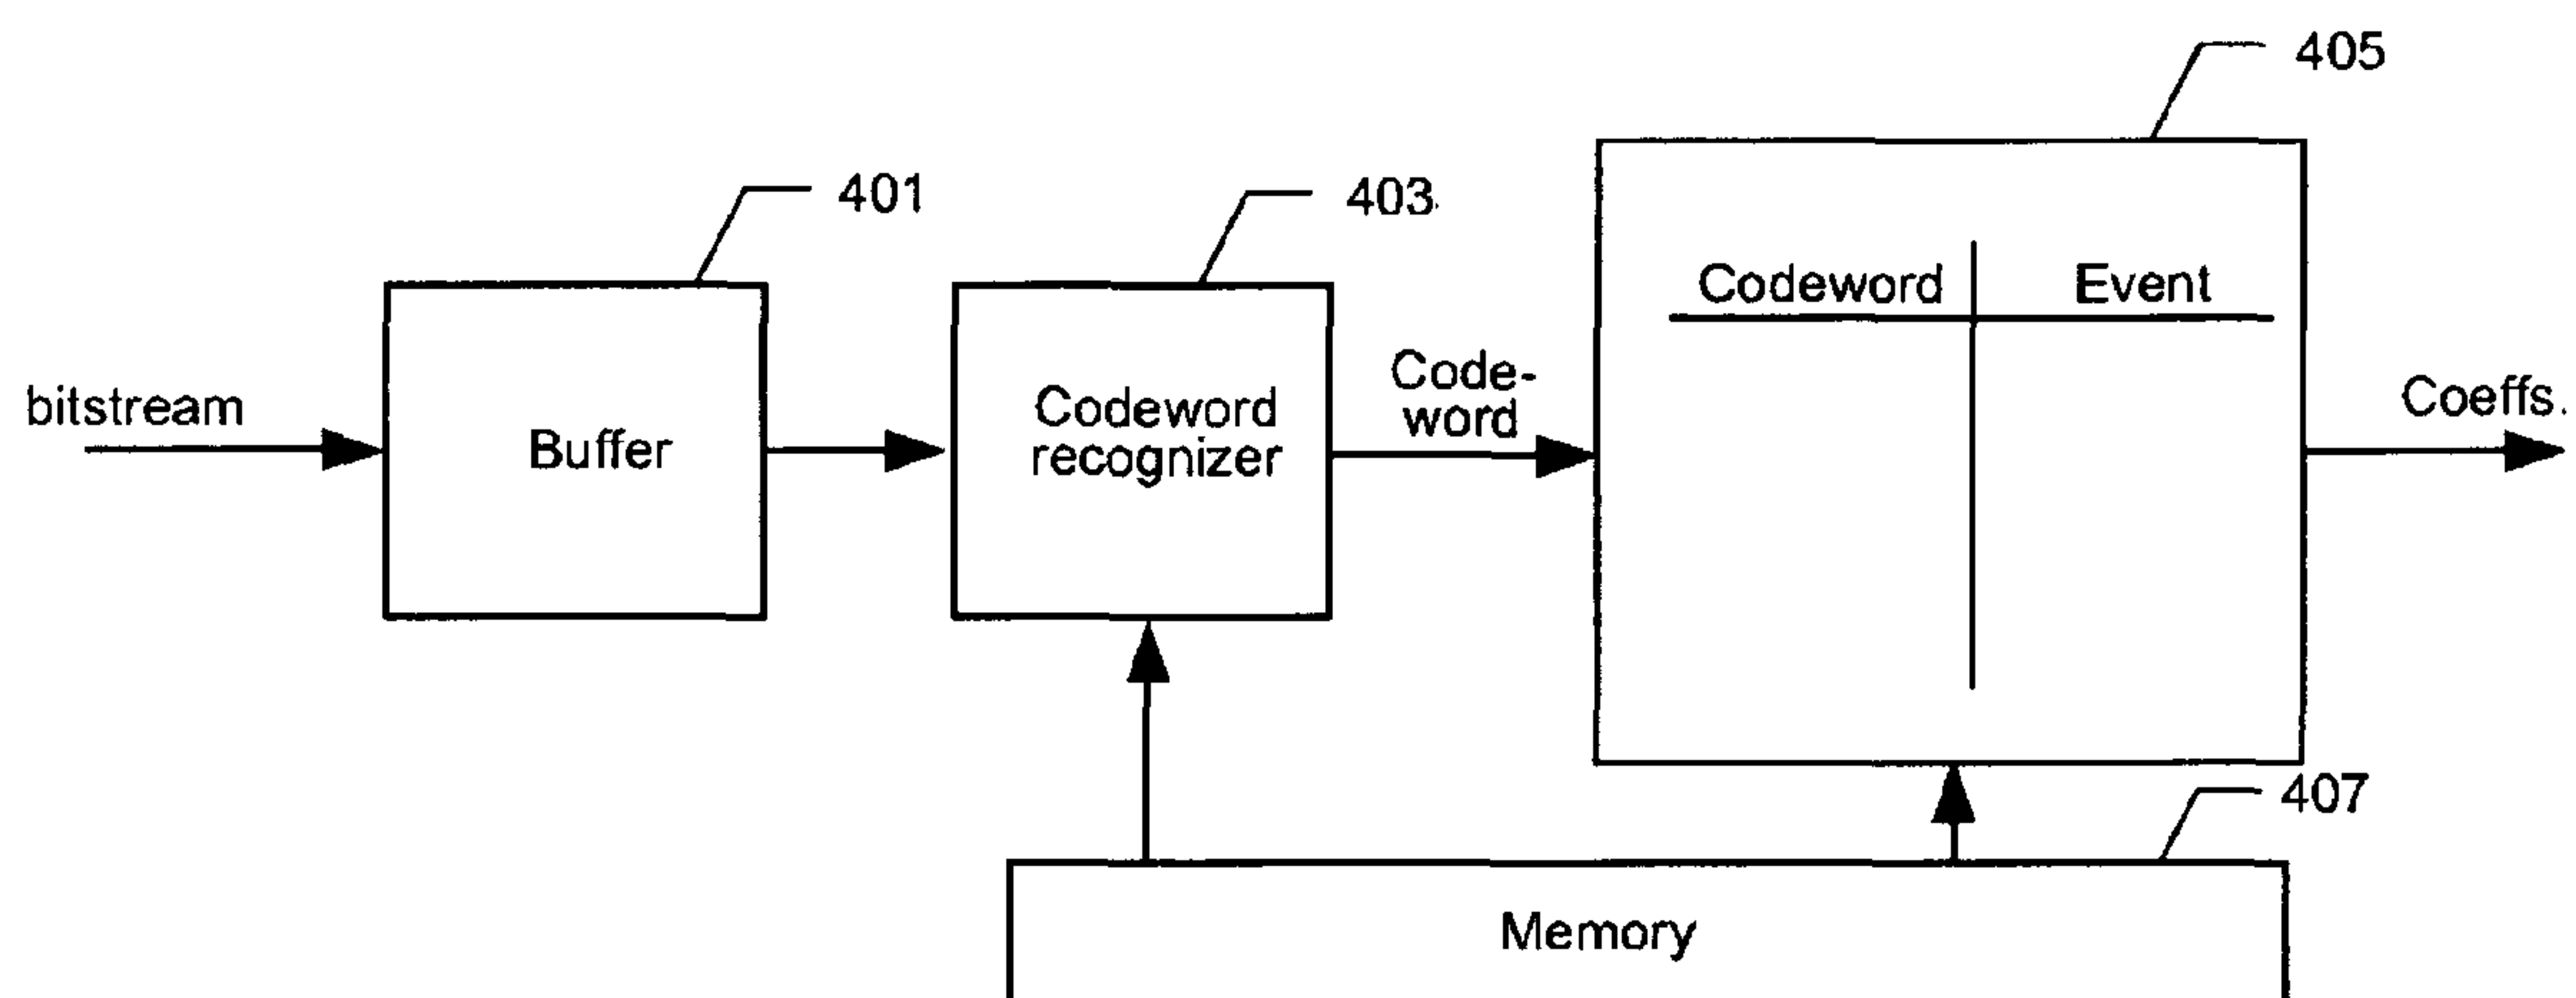 405
401
403
Codeword Event
Code-
word
bitstream
Coeffs.
Buffer
Codeword
recognizer
407
Memory